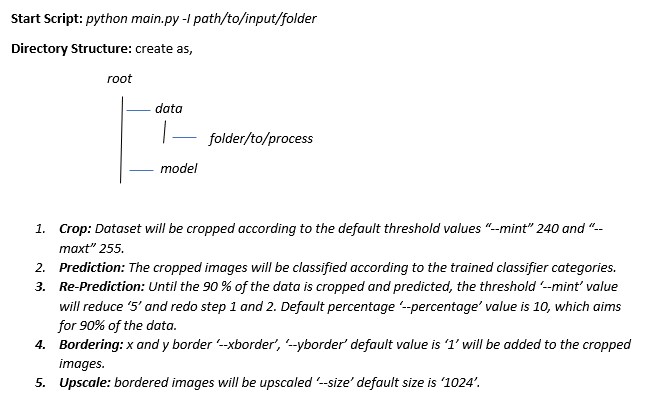 Start Script: python main.py -I path/to/input/folder
Directory Structure: create as,
root
data
folder/to/process
model
1. Crop: Dataset will be cropped according to the default threshold values “--mint” 240 and “--
maxt” 255.
2. Prediction: The cropped images will be classified according to the trained classifier categories.
3. Re-Prediction: Until the 90 % of the data is cropped and predicted, the threshold ‘--mint’ value
will reduce ‘5’ and redo step 1 and 2. Default percentage ‘--percentage’ value is 10, which aims
for 90% of the data.
4. Bordering: x and y border ‘--xborder’, ‘--yborder’ default value is ‘1’ will be added to the cropped
images.
5. Upscale: bordered images will be upscaled ‘--size’ default size is ‘1024’.